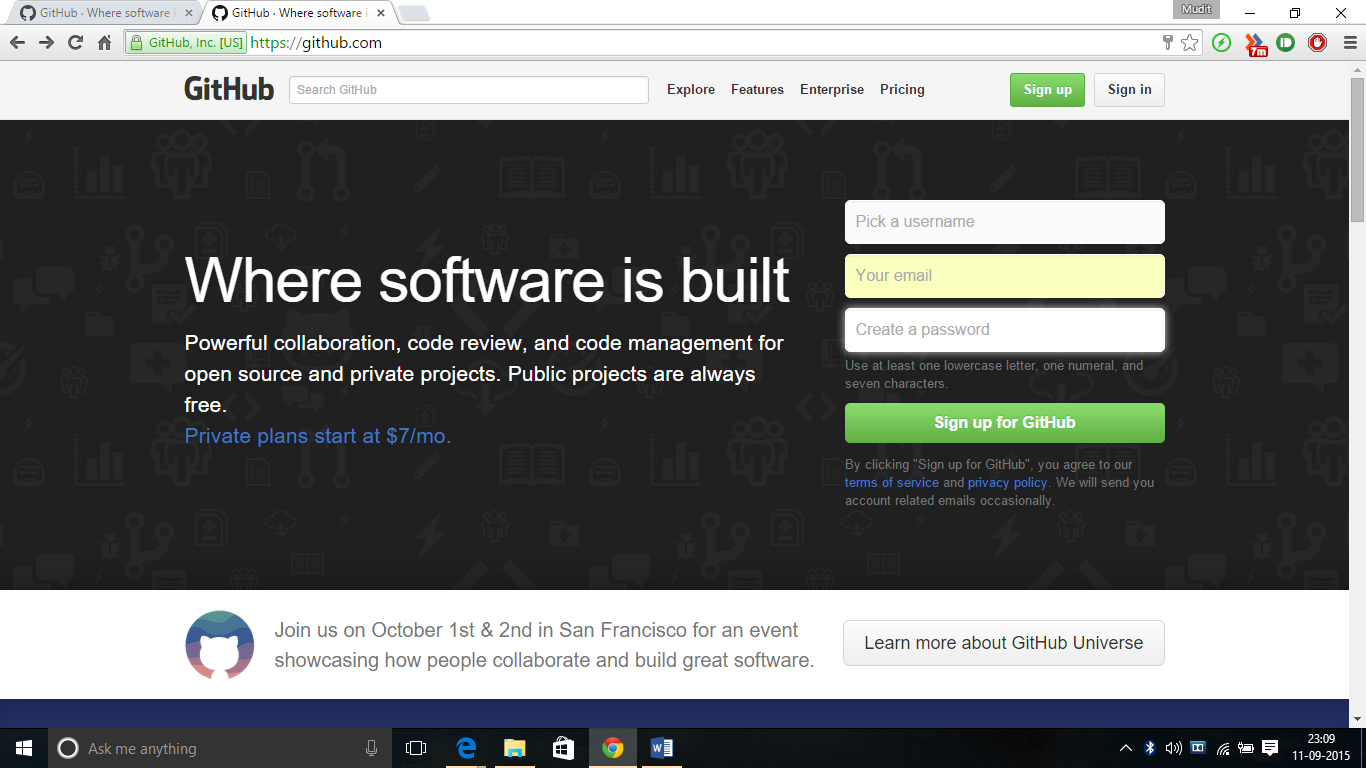 GitHub · Where software i
GitHub · Where software i
Mudit
GitHub, Inc. [US]
https://github.com
7m
GitHub
Search GitHub
Explore
Features
Enterprise
Pricing
Sign up
Sign in
Where software is built
Powerful collaboration, code review, and code management for
open source and private projects. Public projects are always
free.
Private plans start at $7/mo.
Pick a username
Your email
Create a password
Use at least one lowercase letter, one numeral, and
seven characters.
Sign up for GitHub
By clicking "Sign up for GitHub", you agree to our
terms of service and privacy policy. We will send you
account related emails occasionally.
Join us on October 1st & 2nd in San Francisco for an event
showcasing how people collaborate and build great software.
Learn more about GitHub Universe
Ask me anything
23:09
11-09-2015